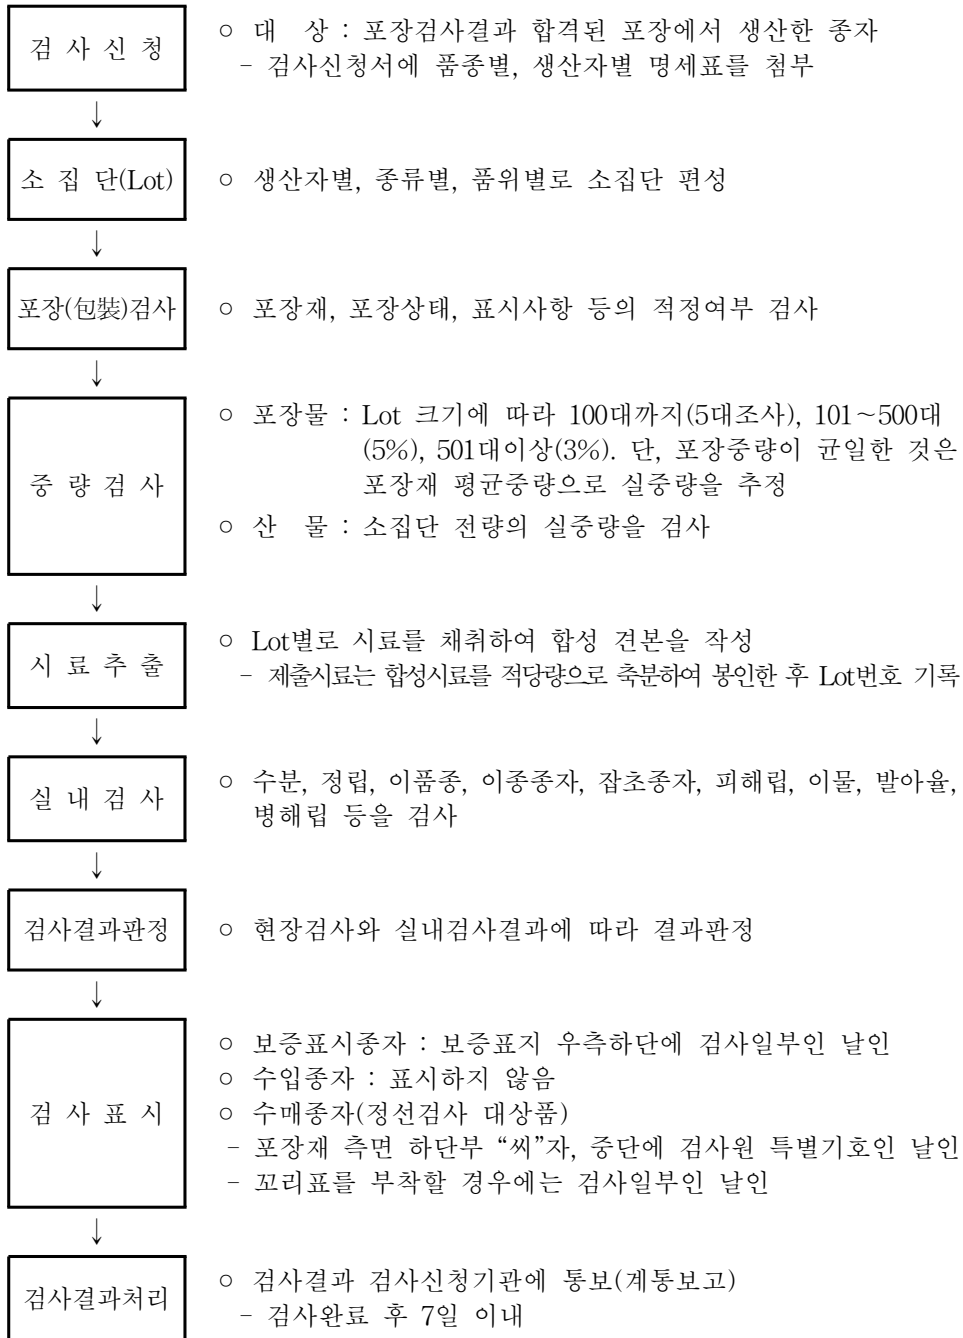 검 사 신 청
○ 대 상 : 포장검사결과 합격된 포장에서 생산한 종자
- 검사신청서에 품종별, 생산자별 명세표를 첨부
↓
소 집 단(Lot)
○ 생산자별, 종류별, 품위별로 소집단 편성
↓
포장(包裝)검사
○ 포장재, 포장상태, 표시사항 등의 적정여부 검사
↓
중 량 검 사
○ 포장물 : Lot 크기에 따라 100대까지(5대조사), 101~500대
(5%), 501대이상(3%). 단, 포장중량이 균일한 것은
포장재 평균중량으로 실중량을 추정
○ 산 물 : 소집단 전량의 실중량을 검사
↓
시 료 추 출
○ Lot별로 시료를 채취하여 합성 견본을 작성
- 제출시료는 합성시료를 적당량으로 축분하여 봉인한 후 Lot번호 기록
↓
실 내 검 사
○ 수분, 정립, 이품종, 이종종자, 잡초종자, 피해립, 이물, 발아율,
병해립 등을 검사
↓
검사결과판정
○ 현장검사와 실내검사결과에 따라 결과판정
↓
검 사 표 시
○ 보증표시종자 : 보증표지 우측하단에 검사일부인 날인
○ 수입종자 : 표시하지 않음
○ 수매종자(정선검사 대상품)
- 포장재 측면 하단부 “씨”자, 중단에 검사원 특별기호인 날인
- 꼬리표를 부착할 경우에는 검사일부인 날인
↓
검사결과처리
○ 검사결과 검사신청기관에 통보(계통보고)
- 검사완료 후 7일 이내